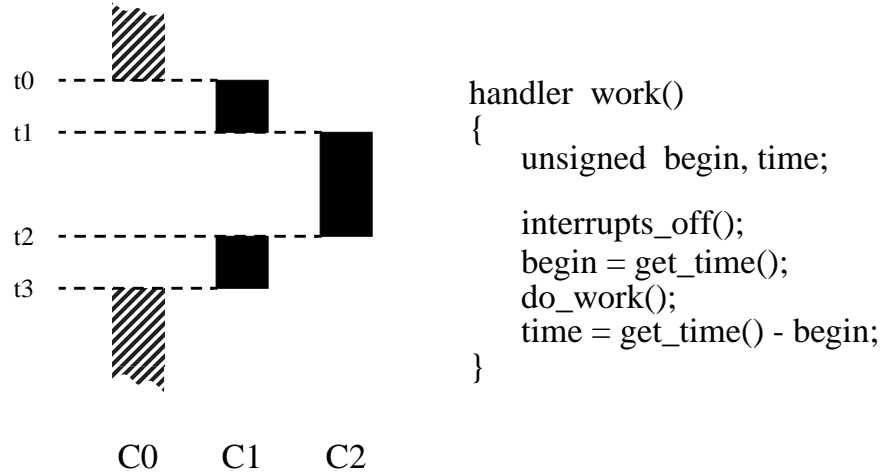 t0
t1
t2
t3
C0 C1 C2
handler work()
{
unsigned begin, time;
interrupts_off();
begin = get_time();
do_work();
time = get_time() - begin;
}